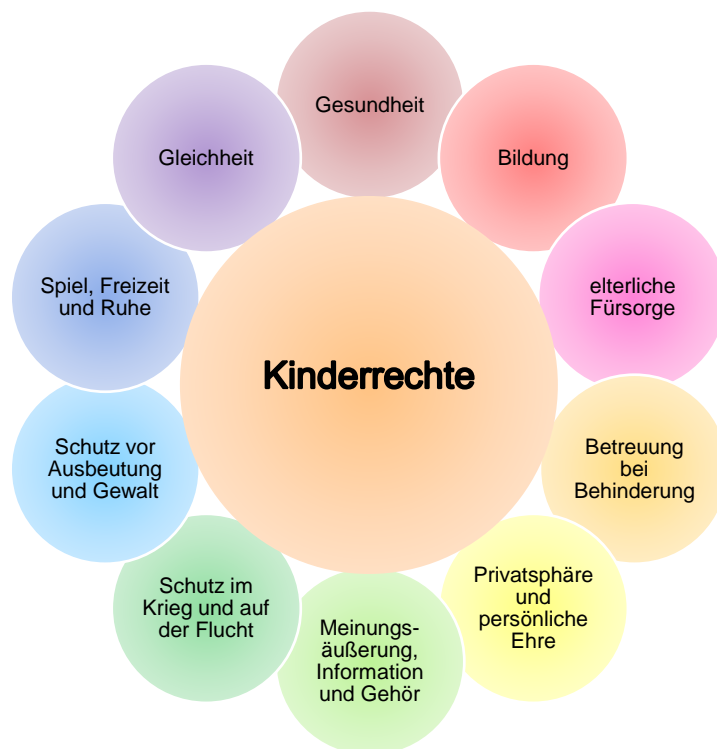 Gesundheit
Bildung
elterliche
Fürsorge
Betreuung
bei
Behinderung
Privatsphäre
und
persönliche
Ehre
Meinungs-
äußerung,
Information
und Gehör
Schutz im
Krieg und auf
der Flucht
Schutz vor
Ausbeutung
und Gewalt
Spiel, Freizeit
und Ruhe
Gleichheit
Kinderrechte